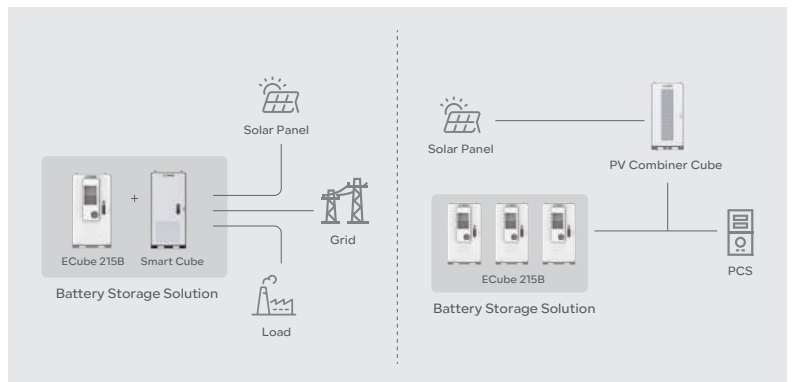 Solar Panel
+
Grid
ECube 215B
Smart Cube
Battery Storage Solution
Load
Solar Panel
PV Combiner Cube
ECube 215B
PCS
Battery Storage Solution